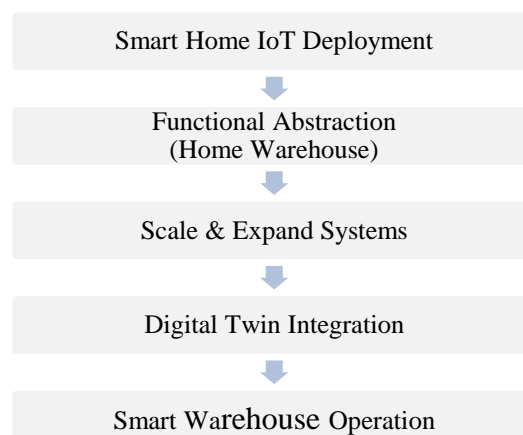 Smart Home IoT Deployment
Functional Abstraction
(Home Warehouse)
Scale & Expand Systems
Digital Twin Integration
Smart Warehouse Operation